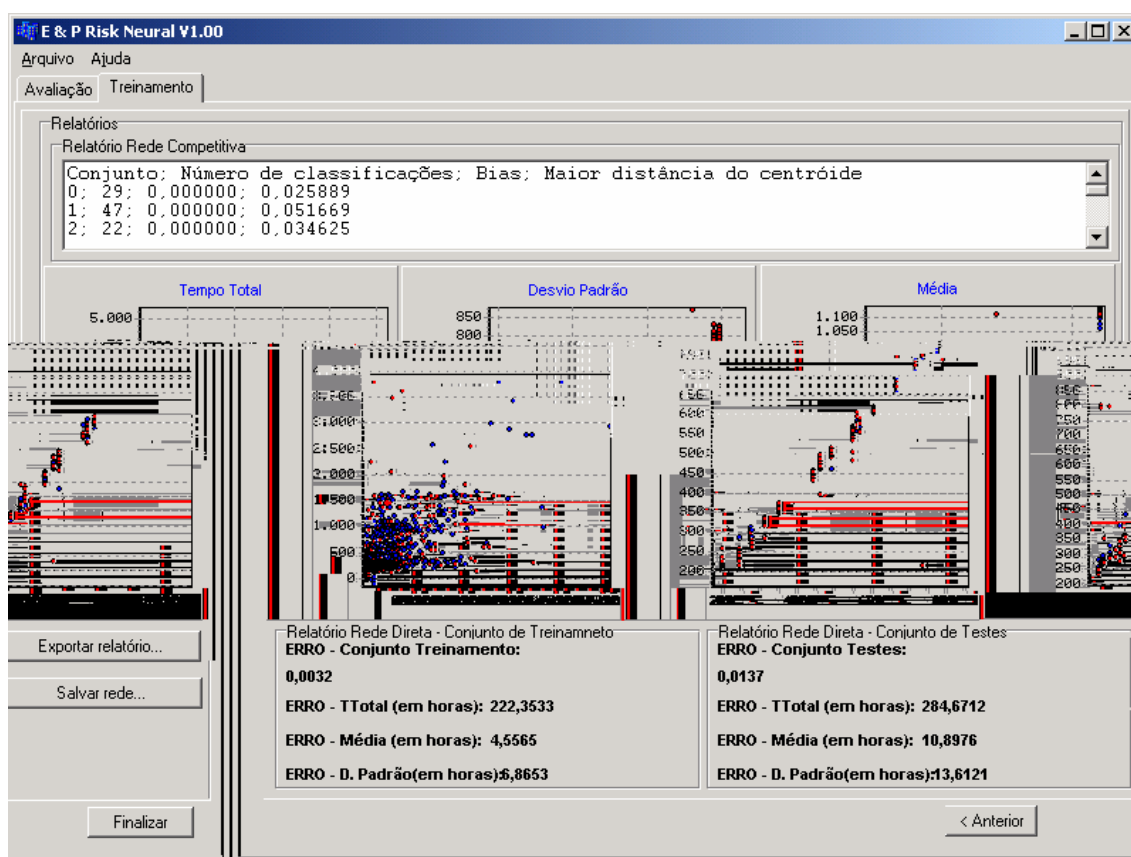 E & P Risk Neural V1.00
Arquivo Ajuda
Avaliação Treinamento
Relatórios
Relatório Rede Competitiva
Conjunto; Número de classificações; Bias; Maior distância do centróide
0; 29; 0,000000; 0,025889
1; 47; 0,000000; 0,051669
2; 22; 0,000000; 0,034625
Tempo Total Desvio Padrão Média
5.000 850 1.100
800 1.050
600
3.000 550
2.500 500
2.000 450
400
1.000 350
500 300
0 250
200
Exportar relatório...
Salvar rede...
Relatório Rede Direta - Conjunto de Treinamneto
ERRO - Conjunto Treinamento:
0,0032
ERRO - TTotal (em horas): 222,3533
ERRO - Média (em horas): 4,5565
ERRO - D. Padrão(em horas):6,8653
Relatório Rede Direta - Conjunto de Testes
ERRO - Conjunto Testes:
0,0137
ERRO - TTotal (em horas): 284,6712
ERRO - Média (em horas): 10,8976
ERRO - D. Padrão(em horas):13,6121
Finalizar
< Anterior